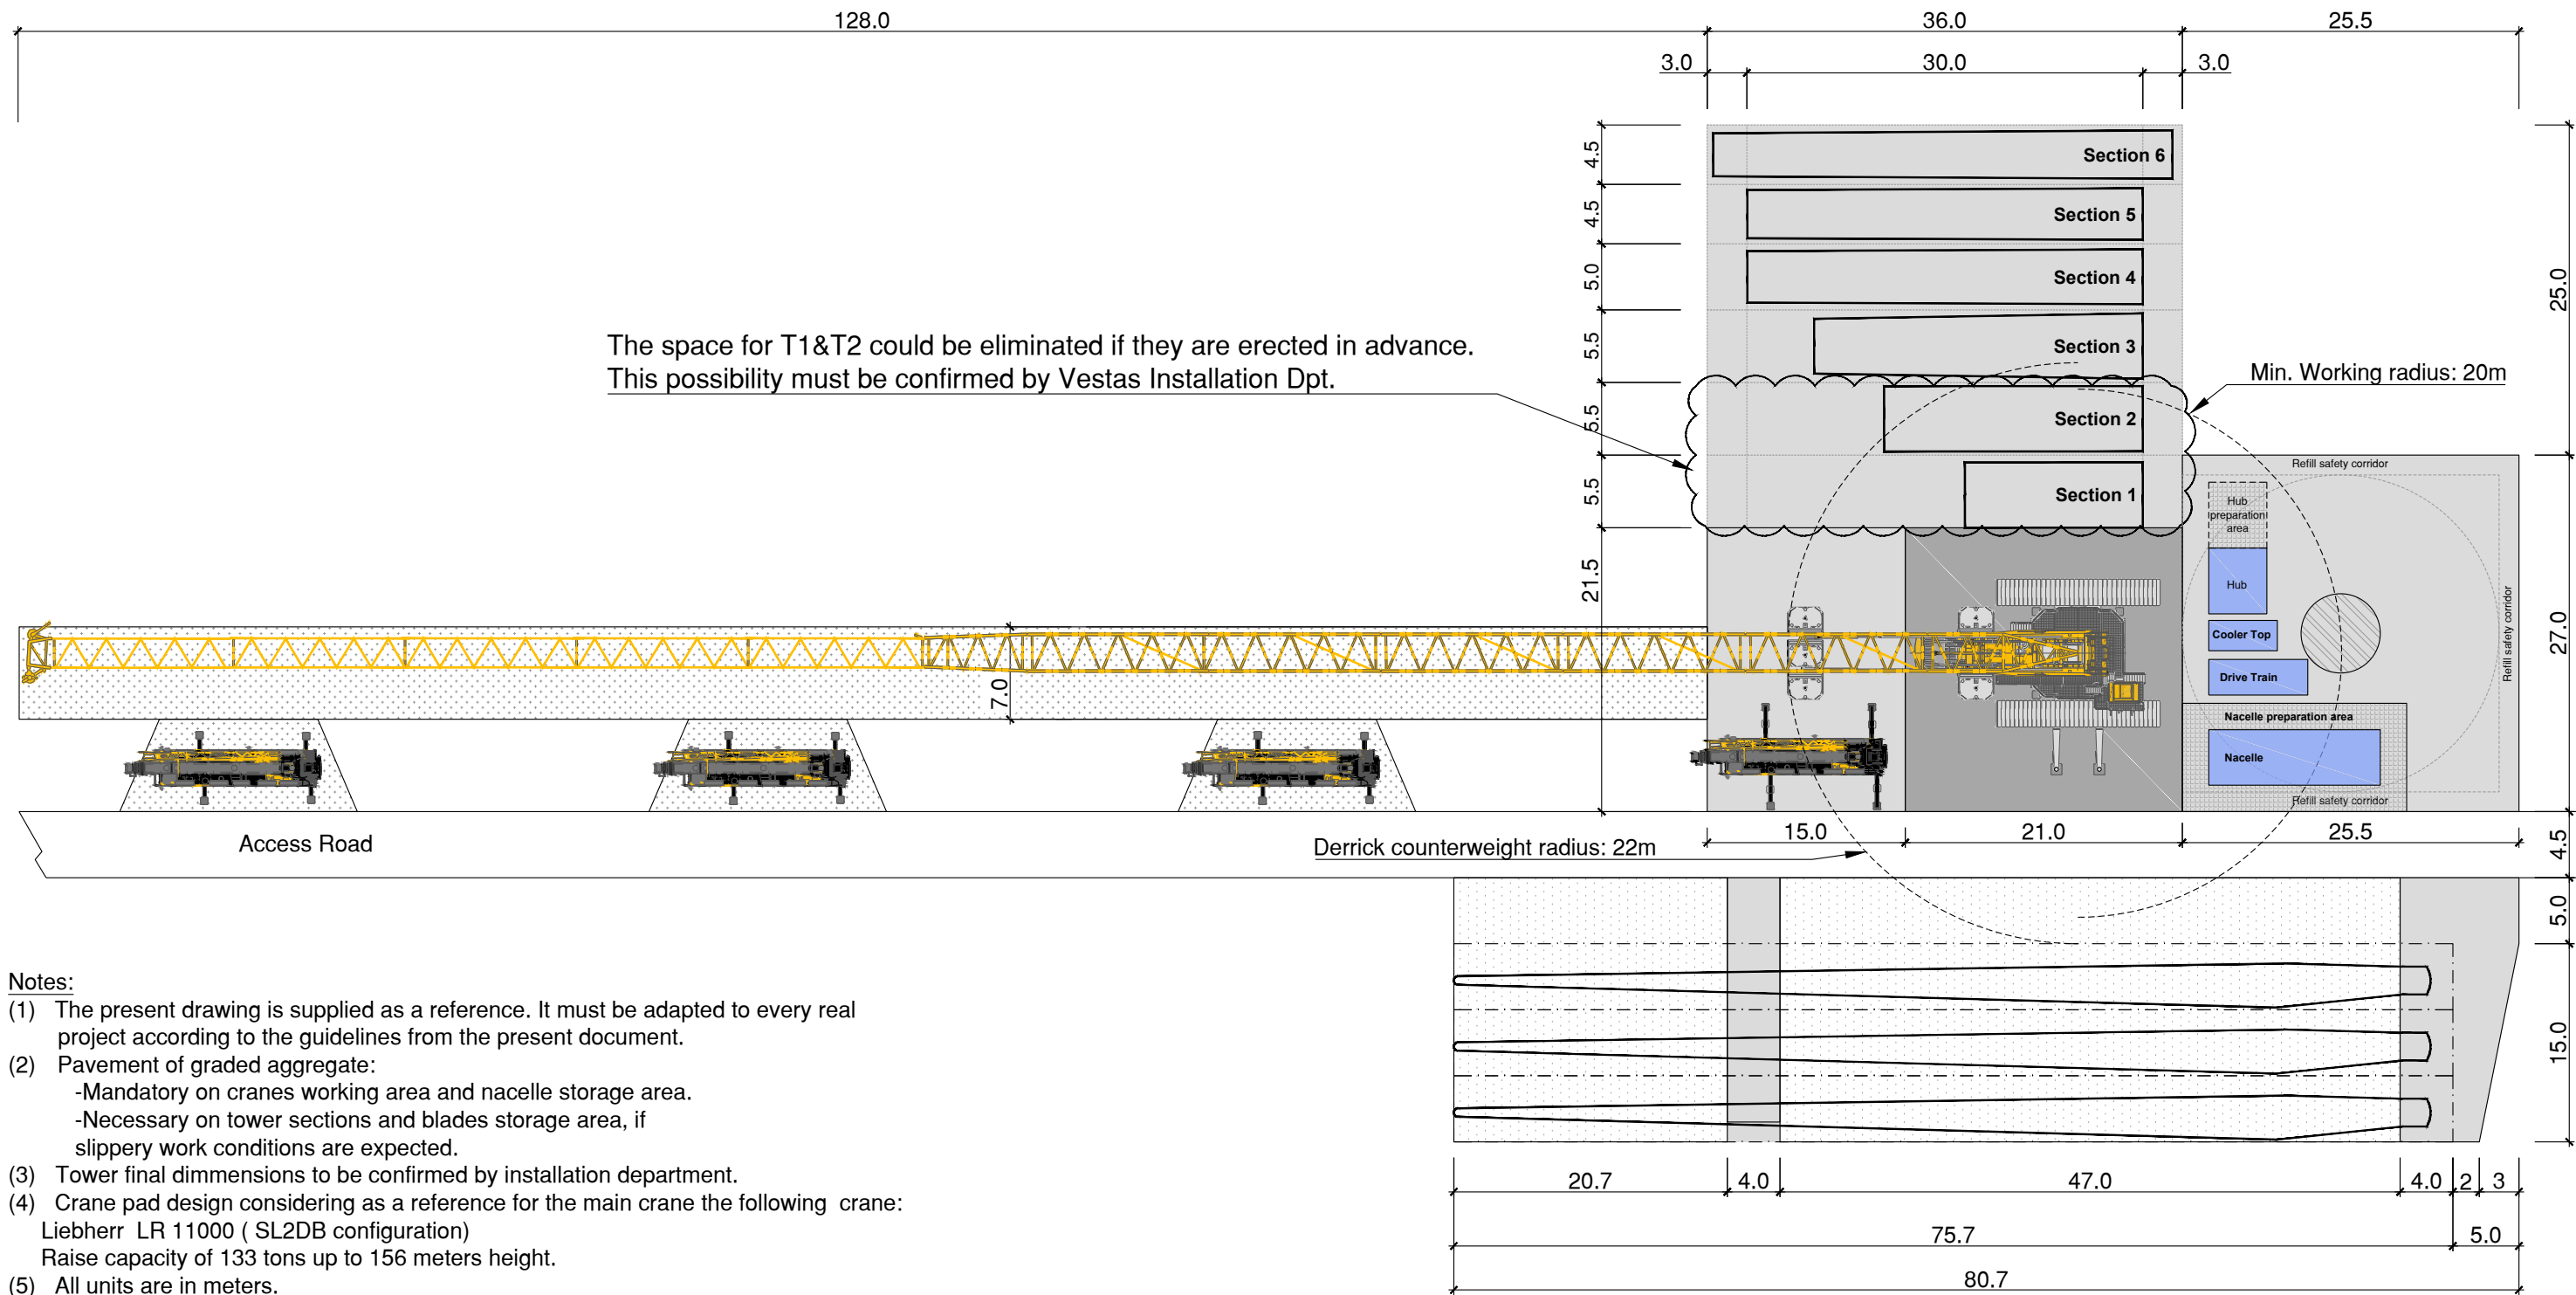 128.0
36.0
25.5
3.0
30.0
3.0
4.5
Section 6
4.5
Section 5
5.0
Section 4
25.0
The space for T1&T2 could be eliminated if they are erected in advance.
This possibility must be confirmed by Vestas Installation Dpt.
5.5
Section 3
Min. Working radius: 20m
5.5
Section 2
5.5
Section 1
Refill safety corridor
Hub
preparation
area
Hub
21.5
Cooler Top
Drive Train
Refill safety corridor
27.0
7.0
Nacelle preparation area
Nacelle
Refill safety corridor
Access Road
Derrick counterweight radius: 22m
15.0
21.0
25.5
4.5
5.0
15.0
Notes:
(1) The present drawing is supplied as a reference. It must be adapted to every real
project according to the guidelines from the present document.
(2) Pavement of graded aggregate:
-Mandatory on cranes working area and nacelle storage area.
-Necessary on tower sections and blades storage area, if
slippery work conditions are expected.
(3) Tower final dimmensions to be confirmed by installation department.
(4) Crane pad design considering as a reference for the main crane the following crane:
Liebherr LR 11000 ( SL2DB configuration)
Raise capacity of 133 tons up to 156 meters height.
(5) All units are in meters.
20.7
4.0
47.0
4.0
2
3
75.7
5.0
80.7